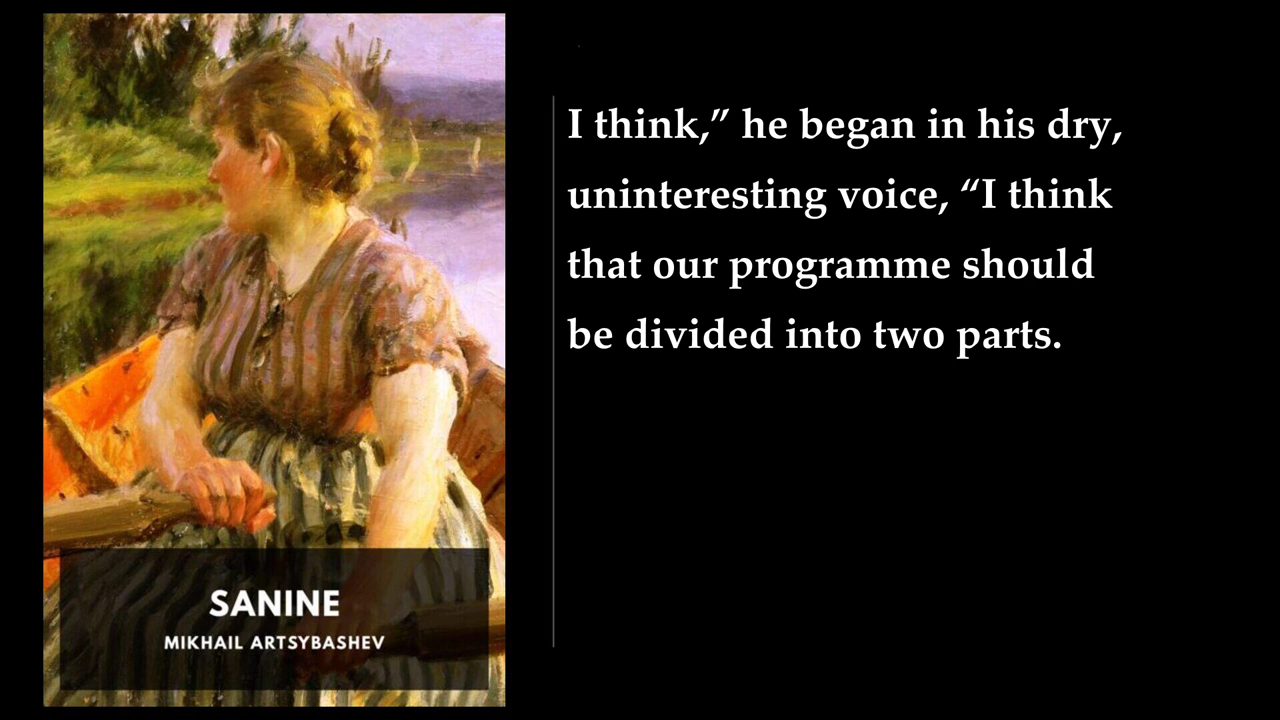 I think,” he began in his dry,
uninteresting voice, “I think
that our programme should
be divided into two parts.
SANINE
MIKHAIL ARTSYBASHEV